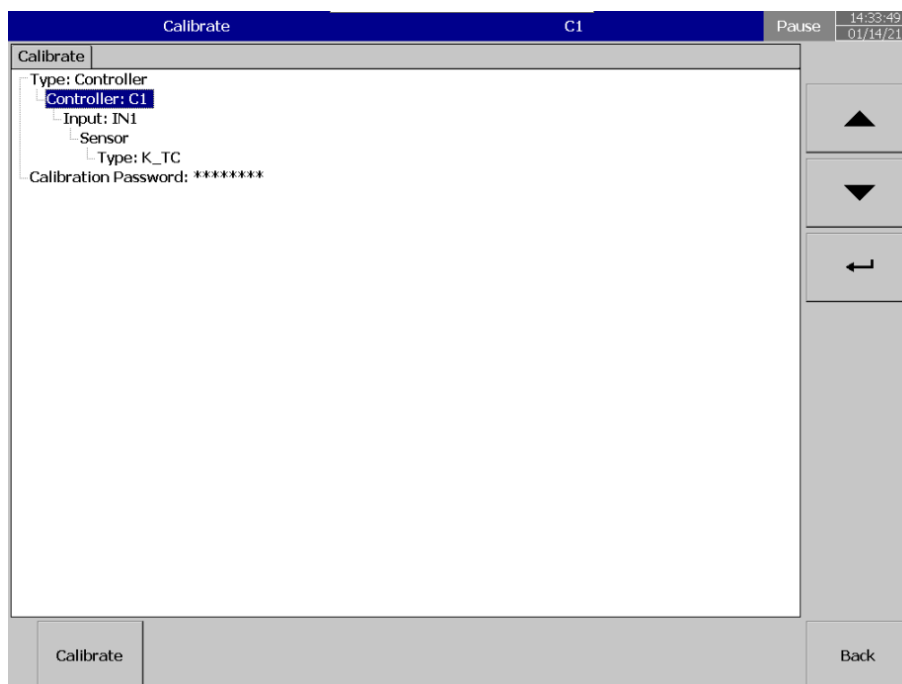 Calibrate C1 Pause 14:33:49
01/14/21
Calibrate
Type: Controller
Controller: C1
Input: IN1
Sensor
Type: K_TC
Calibration Password: ********
Calibrate Back